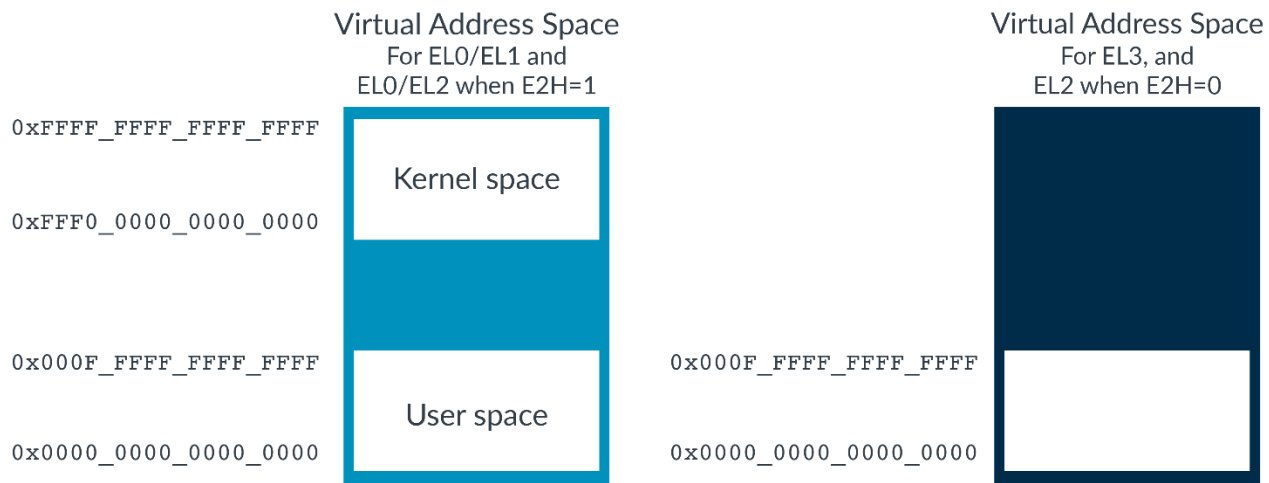 Virtual Address Space
For EL0/EL1 and
EL0/EL2 when E2H=1
0xFFFF_FFFF_FFFF_FFFF
Kernel space
0xFFF0_0000_0000_0000
0x000F_FFFF_FFFF_FFFF
User space
0x0000_0000_0000_0000
Virtual Address Space
For EL3, and
EL2 when E2H=0
0x000F_FFFF_FFFF_FFFF
0x0000_0000_0000_0000